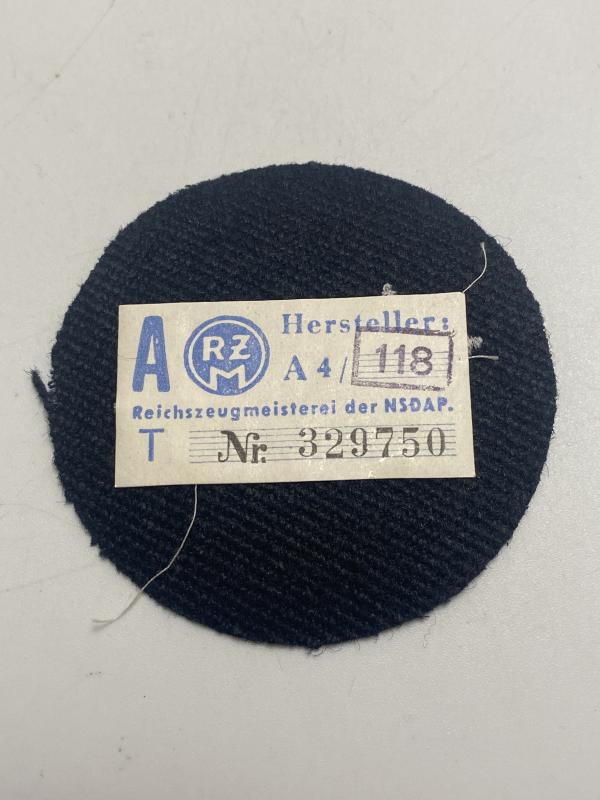 A RZM Hersteller:
A 4/ 118
Reichszeugmeisterei der NSDAP.
T Nr. 329750